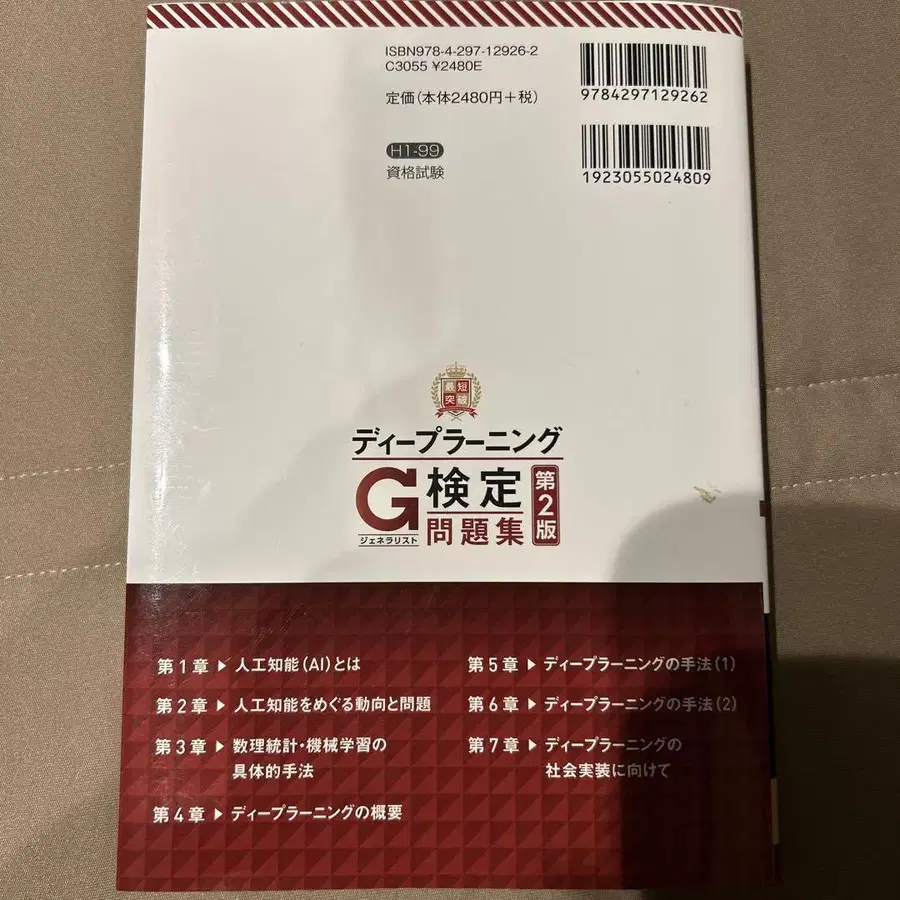 ISBN978-4-297-12926-2
C3055 ¥2480E
定価(本体2480円+税)
H1-99
資格試験
9784297129262
1923055024809
最短
突破
ディープラーニング
G検定
ジェネラリスト
問題集
第2版
第1章▶人工知能(AI)とは
第2章▶人工知能をめぐる動向と問題
第3章▶数理統計・機械学習の
具体的手法
第4章▶ディープラーニングの概要
第5章▶ディープラーニングの手法(1)
第6章▶ディープラーニングの手法(2)
第7章▶ディープラーニングの
社会実装に向けて